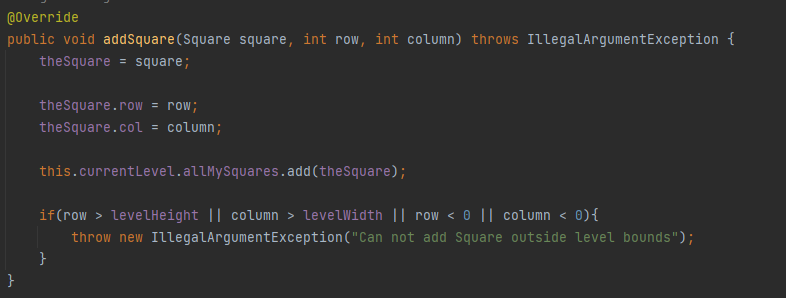 @Override
public void addSquare(Square square, int row, int column) throws IllegalArgumentException {
    theSquare = square;
    theSquare.row = row;
    theSquare.col = column;
    this.currentLevel.allMySquares.add(theSquare);
    if(row > levelHeight || column > levelWidth || row < 0 || column < 0){
        throw new IllegalArgumentException("Can not add Square outside level bounds");
    }
}